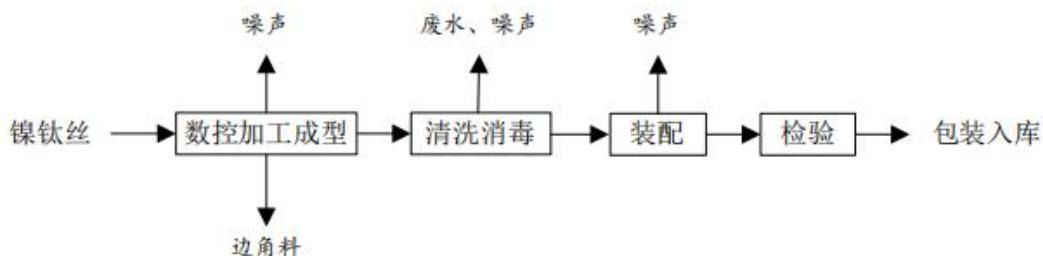 噪声
废水、噪声
噪声
镍钛丝
数控加工成型
清洗消毒
装配
检验
包装入库
边角料